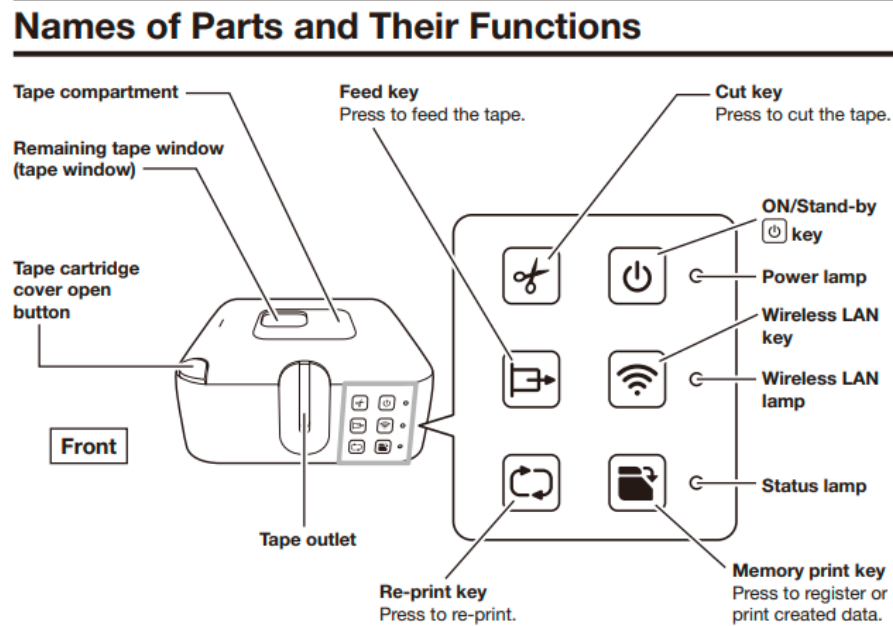 Names of Parts and Their Functions
Tape compartment
Feed key
Press to feed the tape.
Cut key
Press to cut the tape.
Remaining tape window
(tape window)
ON/Stand-by
key
Tape cartridge
cover open
button
Power lamp
Wireless LAN
key
Wireless LAN
lamp
Front
Status lamp
Tape outlet
Re-print key
Press to re-print.
Memory print key
Press to register or
print created data.